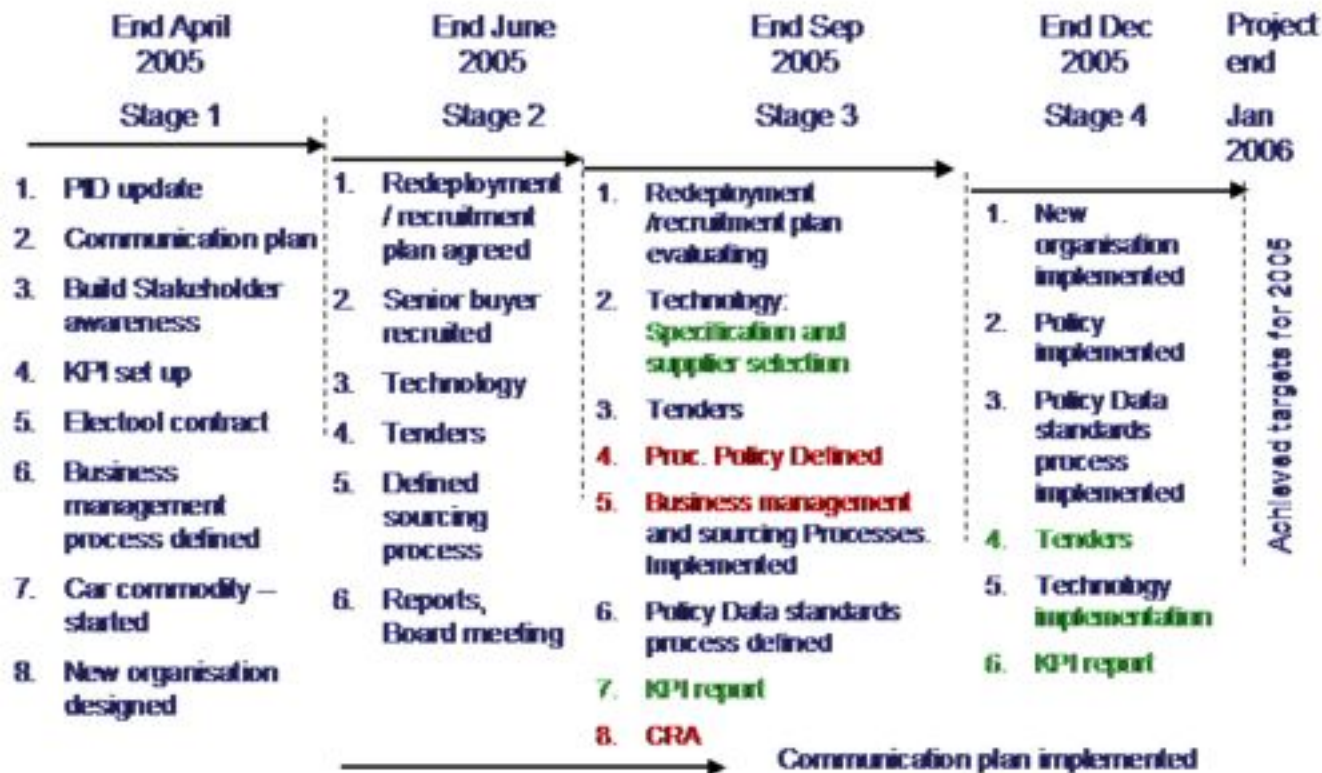 End April
2005
Stage 1
1. PID update
2. Communication plan
3. Build Stakeholder
awareness
4. KPI set up
5. Electool contract
6. Business
management
process defined
7. Car commodity –
started
8. New organisation
designed
End June
2005
Stage 2
1. Redeployment
/ recruitment
plan agreed
2. Senior buyer
recruited
3. Technology
4. Tenders
5. Defined
sourcing
process
6. Reports,
Board meeting
End Sep
2005
Stage 3
1. Redeployment
/recruitment plan
evaluating
2. Technology:
Specification and
supplier selection
3. Tenders
4. Proc. Policy Defined
5. Business management
and sourcing Processes.
Implemented
6. Policy Data standards
process defined
7. KPI report
8. CRA
End Dec
2005
Stage 4
1. New
organisation
implemented
2. Policy
implemented
3. Policy Data
standards
process
implemented
4. Tenders
5. Technology
implementation
6. KPI report
Project
end
Jan
2006
Achieved targets for 2005
Communication plan implemented